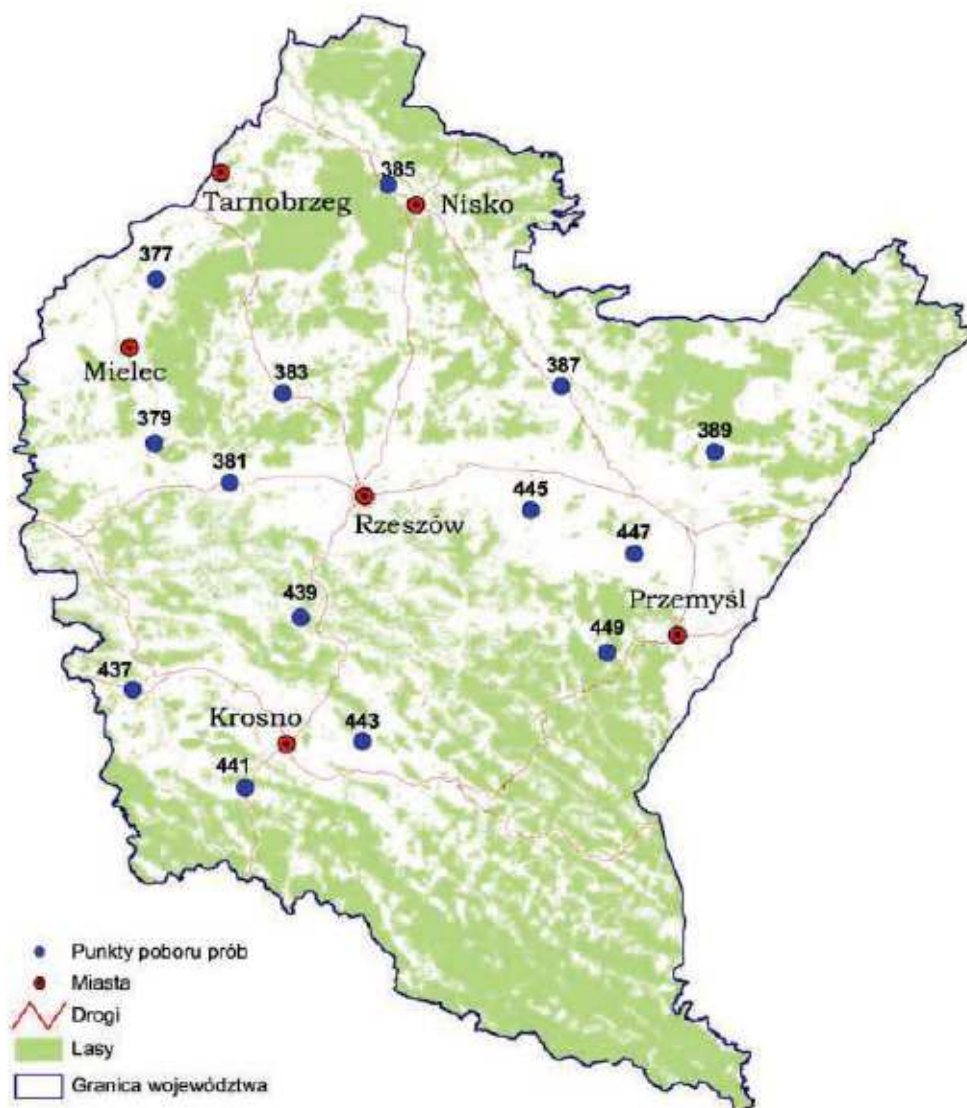 385
Tarnobrzeg
Nisko
377
Mielec
383
387
379
389
381
445
Rzeszów
447
439
Przemyśl
449
437
Krosno
443
441
Punkty poboru prób
Miasta
Drogi
Lasy
Granica województwa